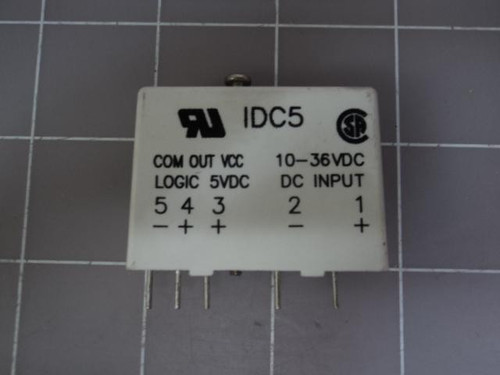 IDC5
COM OUT VCC 10-36VDC
LOGIC 5VDC DC INPUT
5 4 3 2 1
- + + - +